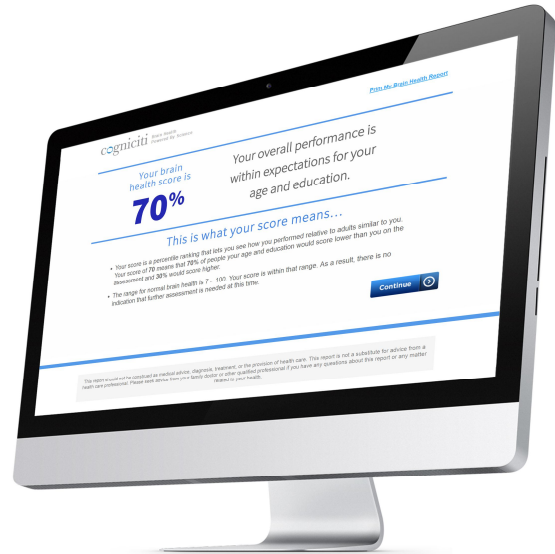 Print My Brain Health Report
cogniciti
Brain Health
Powered by Science
Your brain
health score is
70%
Your overall performance is
within expectations for your
age and education.
This is what your score means...
• Your score is a percentile ranking that lets you see how you performed relative to adults similar to you.
Your score of 70 means that 70% of people your age and education would score lower than you on the
assessment and 30% would score higher.
• The range for normal brain health is 7 - 100. Your score is within that range. As a result, there is no
indication that further assessment is needed at this time.
Continue
This report should not be construed as medical advice, diagnosis, treatment, or the provision of health care. This report is not a substitute for advice from a
health care professional. Please seek advice from your family doctor or other qualified professional if you have any questions about this report or any matter
related to your health.